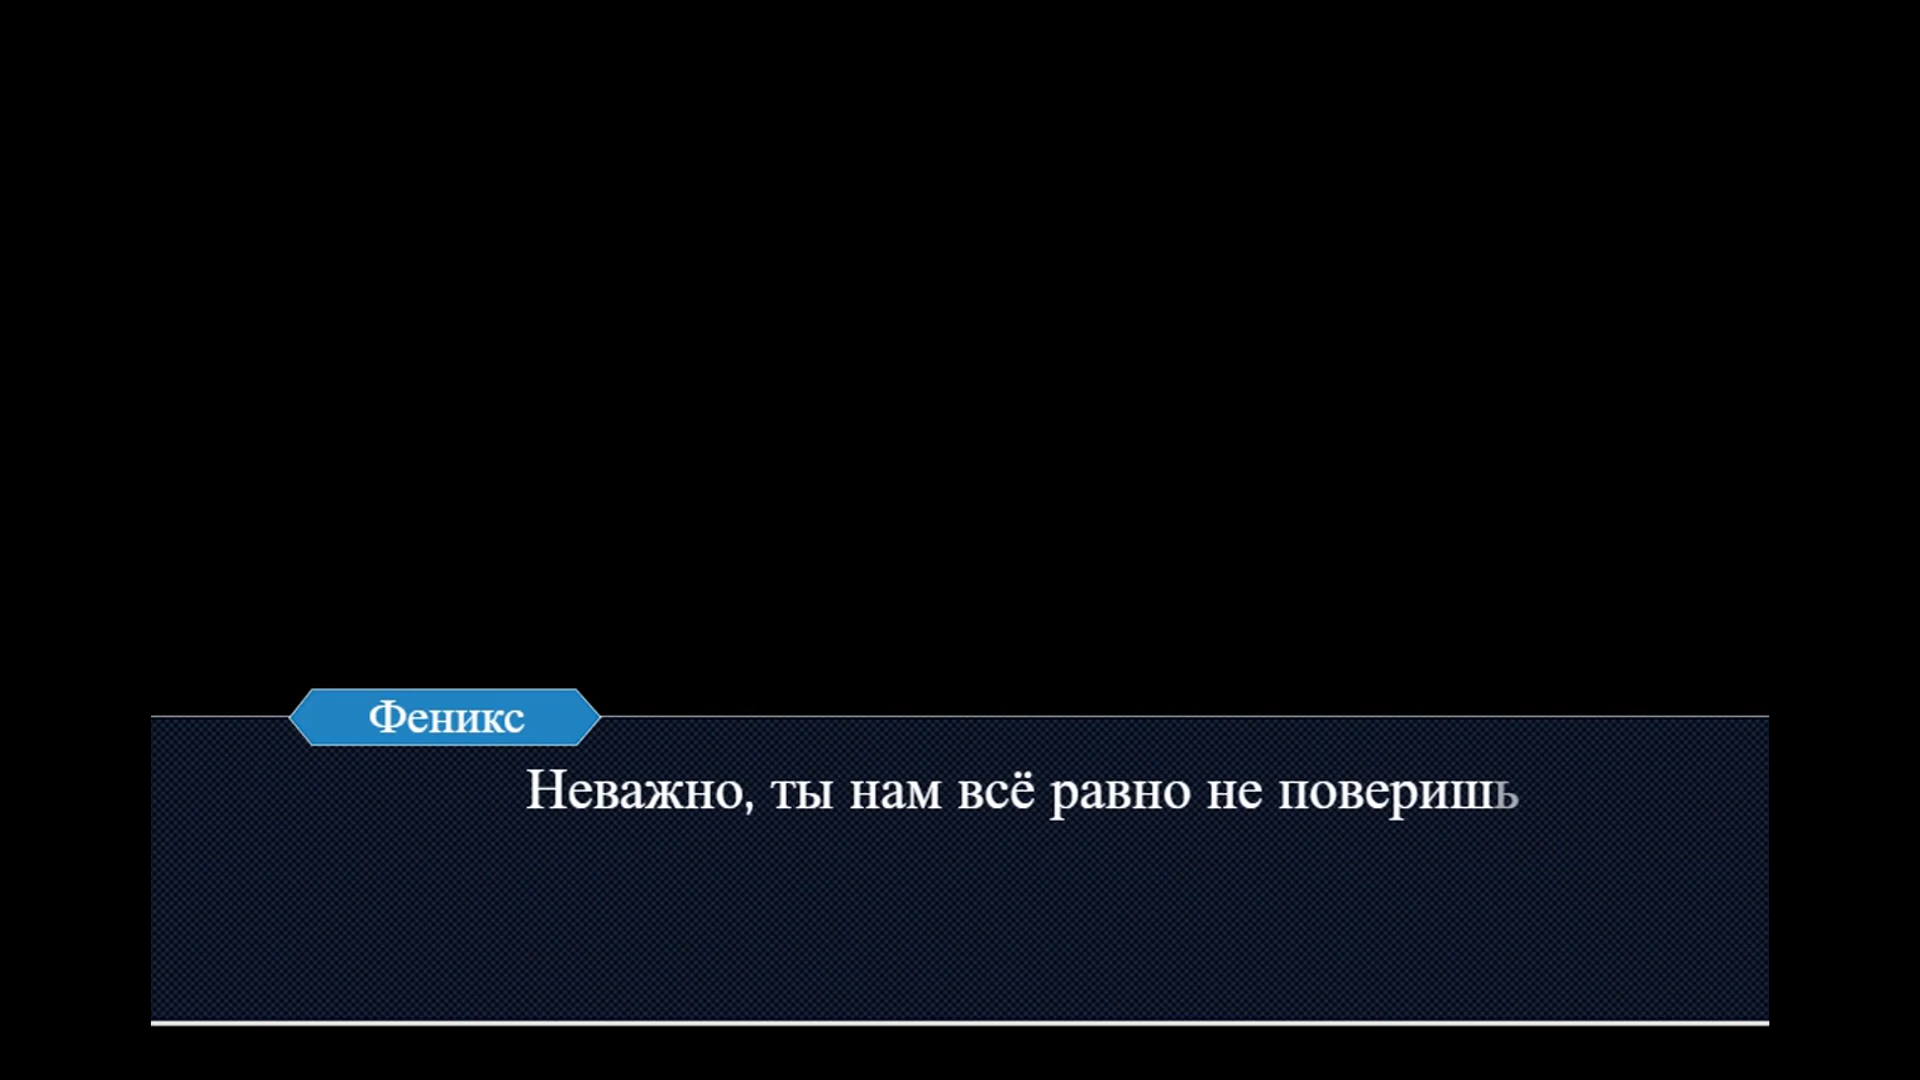 Феникс
Неважно, ты нам всё равно не поверишь